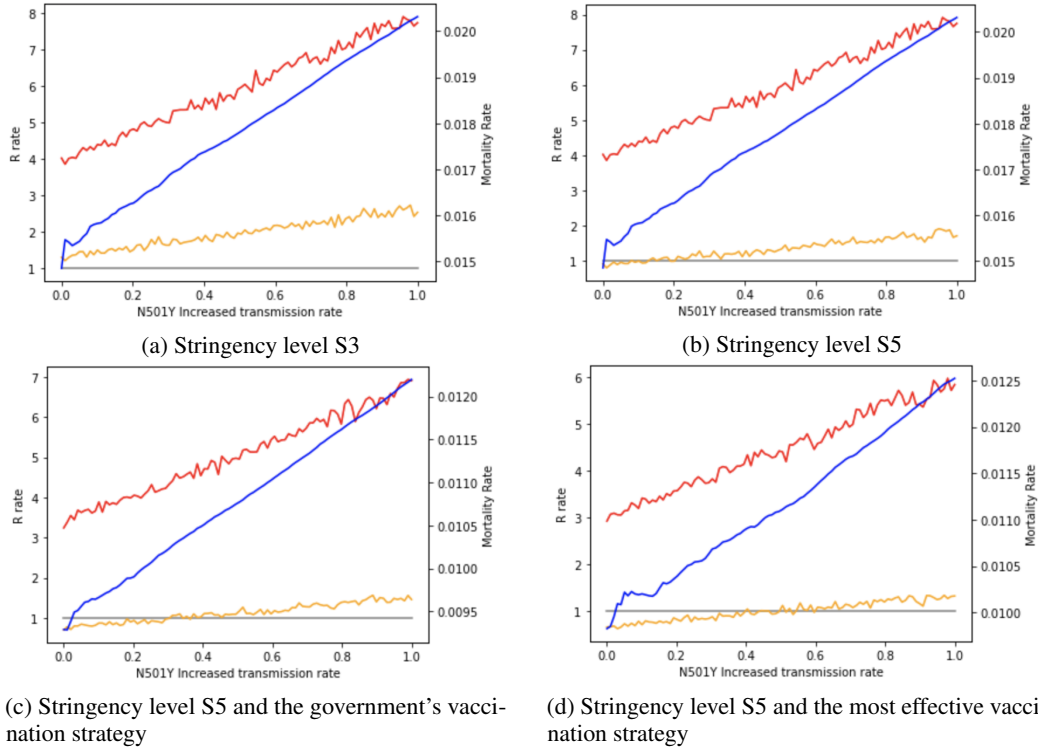 8
7
6
5
4
3
2
1
R rate
0.020
0.019
0.018
0.017
0.016
0.015
Mortality Rate
0.0 0.2 0.4 0.6 0.8 1.0
N501Y Increased transmission rate
(a) Stringency level S3
8
7
6
5
4
3
2
1
R rate
0.020
0.019
0.018
0.017
0.016
0.015
Mortality Rate
0.0 0.2 0.4 0.6 0.8 1.0
N501Y Increased transmission rate
(b) Stringency level S5
7
6
5
4
3
2
1
R rate
0.0120
0.0115
0.0110
0.0105
0.0100
0.0095
Mortality Rate
0.0 0.2 0.4 0.6 0.8 1.0
N501Y Increased transmission rate
(c) Stringency level S5 and the government's vacci-
nation strategy
6
5
4
3
2
1
R rate
0.0125
0.0120
0.0115
0.0110
0.0105
0.0100
Mortality Rate
0.0 0.2 0.4 0.6 0.8 1.0
N501Y Increased transmission rate
(d) Stringency level S5 and the most effective vacci
nation strategy